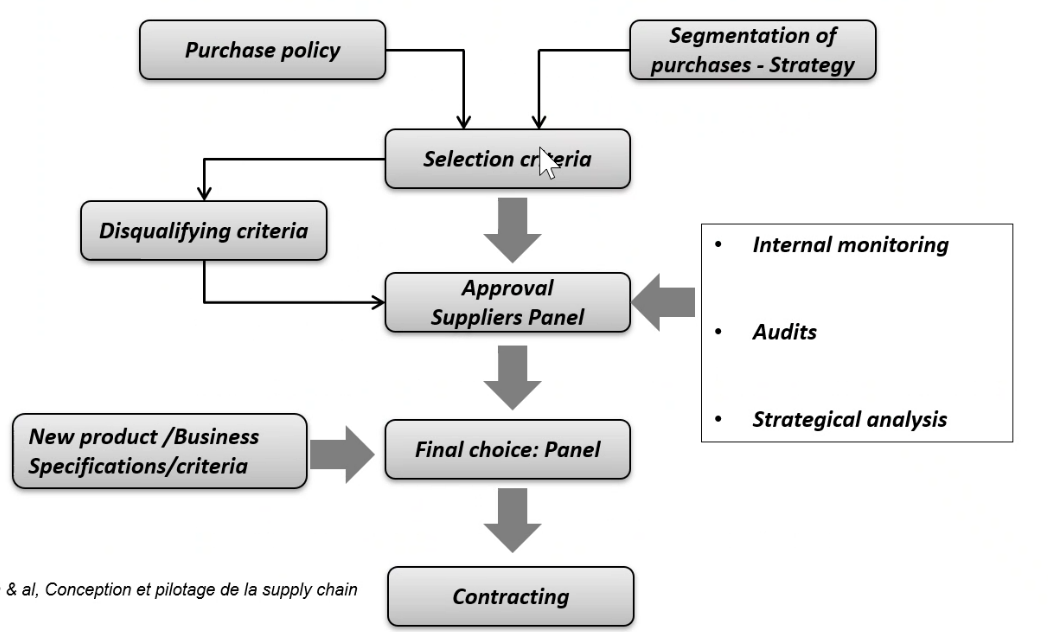 Purchase policy
Segmentation of
purchases - Strategy
Selection criteria
Disqualifying criteria
Approval
Suppliers Panel
• Internal monitoring
• Audits
• Strategical analysis
New product /Business
Specifications/criteria
Final choice: Panel
& al, Conception et pilotage de la supply chain
Contracting